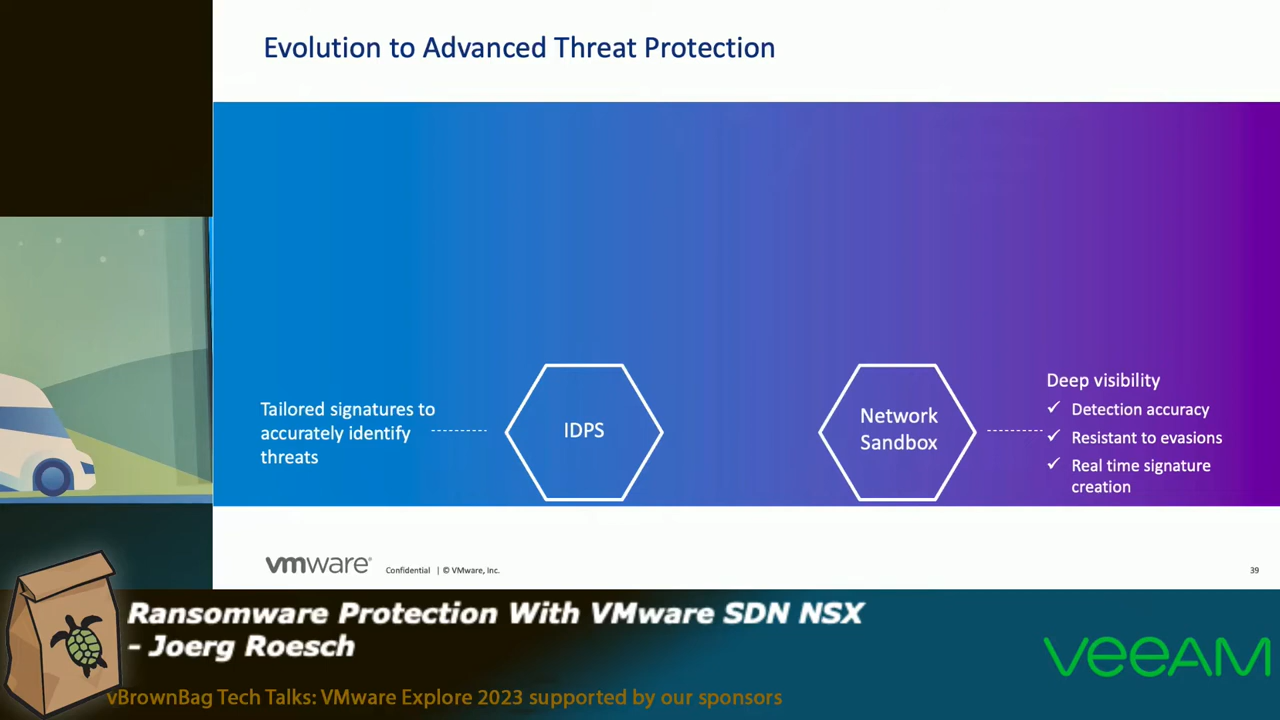 Evolution to Advanced Threat Protection
Tailored signatures to
accurately identify
threats
IDPS
Network
Sandbox
Deep visibility
✓ Detection accuracy
✓ Resistant to evasions
✓ Real time signature
creation
vmware®
Confidential | © VMware, Inc.
39
Ransomware Protection With VMware SDN NSX
- Joerg Roesch
veeAM
vBrownBag Tech Talks: VMware Explore 2023 supported by our sponsors